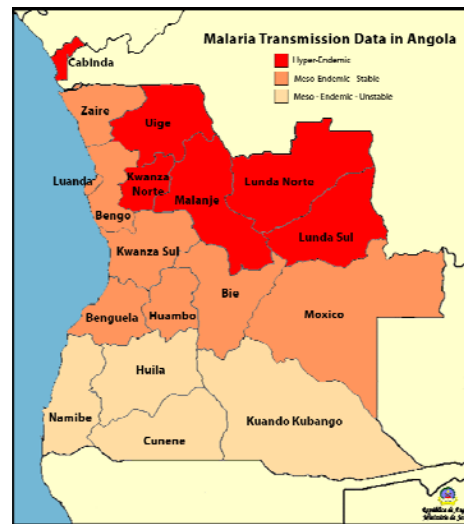 Malaria Transmission Data in Angola
Hyper-Endemic
Meso-Endemic - Stable
Meso - Endemic - Unstable
Cabinda
Zaire
Uige
Luanda
Kwanza
Norte
Lunda Norto
Malanje
Bengo
Lunda Sul
Kwanza Sul
Bie
Benguela
Huambo
Moxico
Huila
Namibe
Kuando Kubango
Cunene